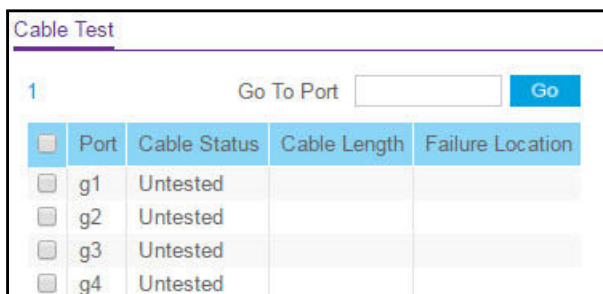 Cable Test
1 Go To Port Go
Port Cable Status Cable Length Failure Location
g1 Untested
g2 Untested
g3 Untested
g4 Untested